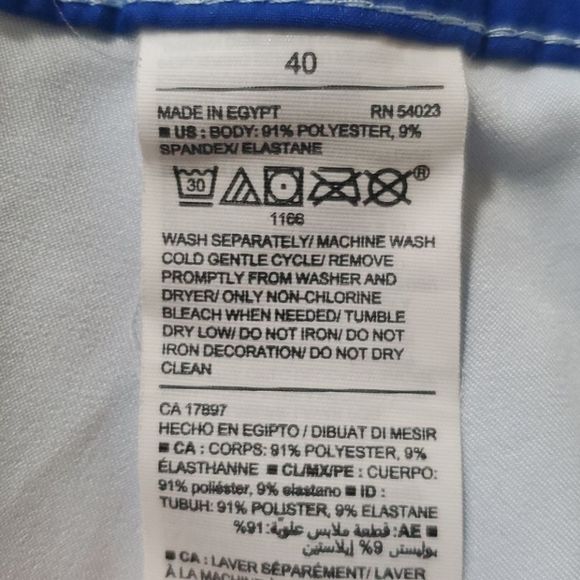 40
MADE IN EGYPT RN 54023
■ US : BODY: 91% POLYESTER, 9%
SPANDEX/ ELASTANE
30 ®
1166
WASH SEPARATELY/ MACHINE WASH
COLD GENTLE CYCLE/ REMOVE
PROMPTLY FROM WASHER AND
DRYER/ ONLY NON-CHLORINE
BLEACH WHEN NEEDED/ TUMBLE
DRY LOW/ DO NOT IRON/ DO NOT
IRON DECORATION/ DO NOT DRY
CLEAN
CA 17897
HECHO EN EGIPTO / DIBUAT DI MESIR
■ CA : CORPS: 91% POLYESTER, 9%
ÉLASTHANNE ■ CL/MX/PE : CUERPO:
91% poliéster, 9% elastano ■ ID :
TUBUH: 91% POLISTER, 9% ELASTANE
■ AE: قطعة ملابس علويّة: 91%
بوليستر, 9% إيلاستين
■ CA : LAVER SÉPARÉMENT/ LAVER